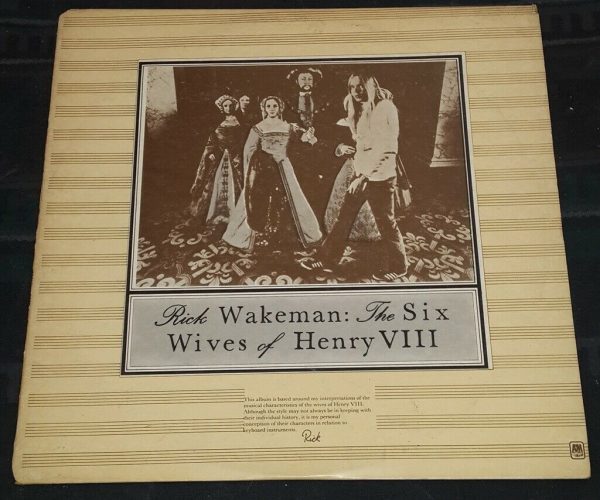 Rick Wakeman: The Six
Wives of Henry VIII
This album is based around my interpretations of the
musical characteristics of the wives of Henry VIII.
Although the style may not always be in keeping with
their individual history, it is my personal
conception of their characters in relation to
keyboard instruments.
Rick
A&M